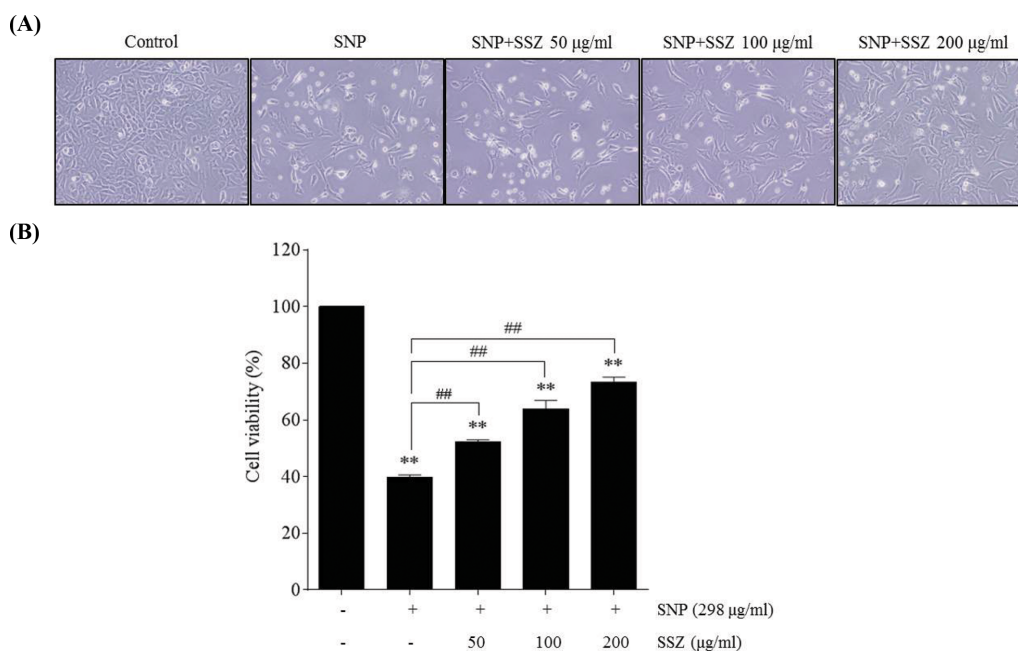 (A)
Control SNP SNP+SSZ 50 μg/ml SNP+SSZ 100 μg/ml SNP+SSZ 200 μg/ml
(B)
120
100
80
60
40
20
0
Cell viability (%)
##
##
##
** ** ** **
- + + + + SNP (298 μg/ml)
- - 50 100 200 SSZ (μg/ml)